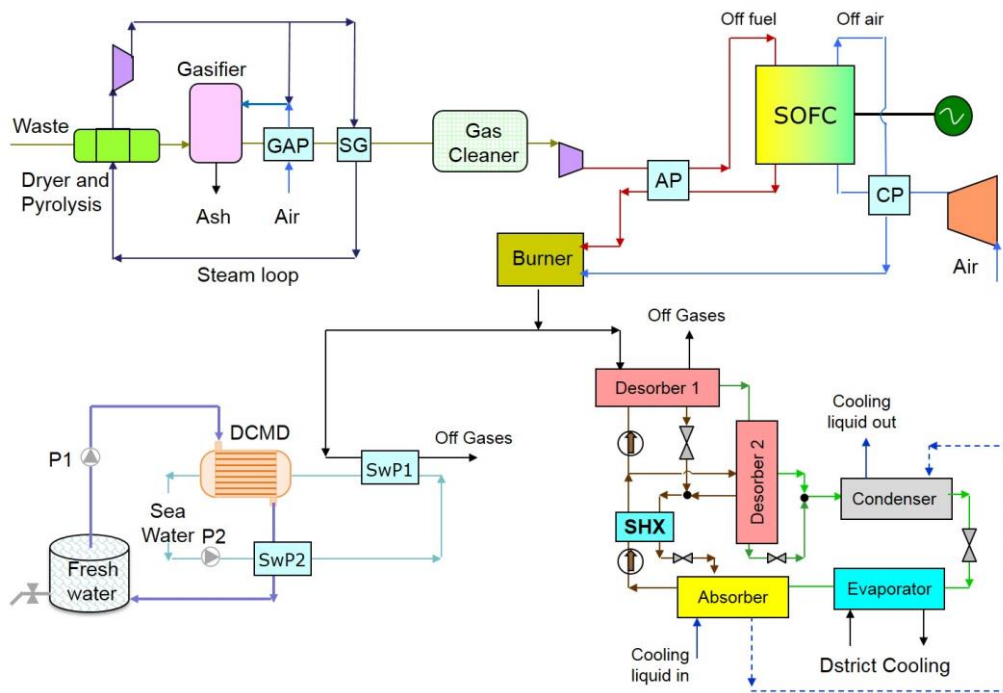 Off fuel
Off air
Gasifier
Waste
GAP
SG
Gas
Cleaner
SOFC
Dryer and
Pyrolysis
AP
CP
Ash
Air
Burner
Air
Steam loop
Off Gases
Desorber 1
Cooling
liquid out
DCMD
Off Gases
P1
SwP1
Desorber 2
Condenser
Sea
Water
P2
SHX
SwP2
Fresh
water
Absorber
Evaporator
Cooling
liquid in
Dstrict Cooling